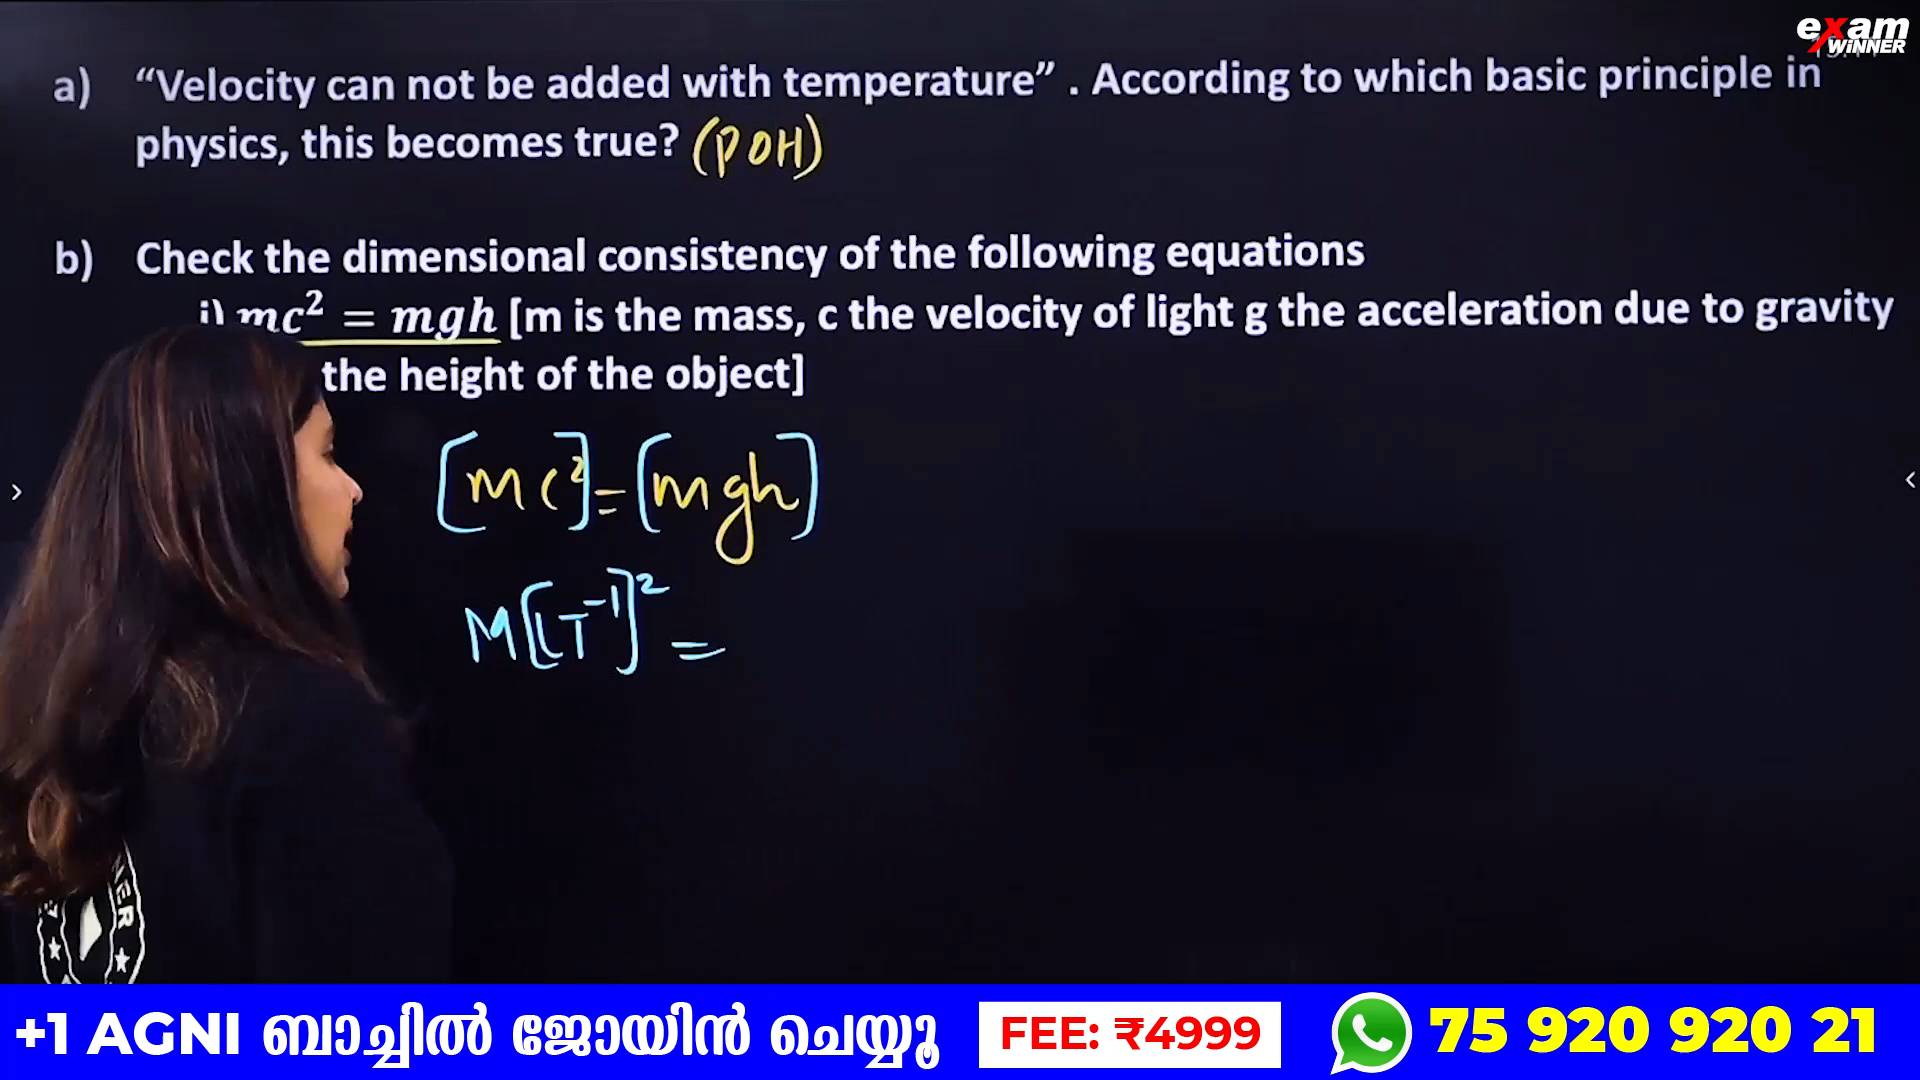 exam
WiNNER
a) “Velocity can not be added with temperature” . According to which basic principle in
physics, this becomes true? (POH)
b) Check the dimensional consistency of the following equations
i) mc² = mgh [m is the mass, c the velocity of light g the acceleration due to gravity
the height of the object]
[mc²] = [mgh]
M[LT⁻¹]² =
+1 AGNI ബാച്ചിൽ ജോയിൻ ചെയ്യൂ
FEE: ₹4999
75 920 920 21